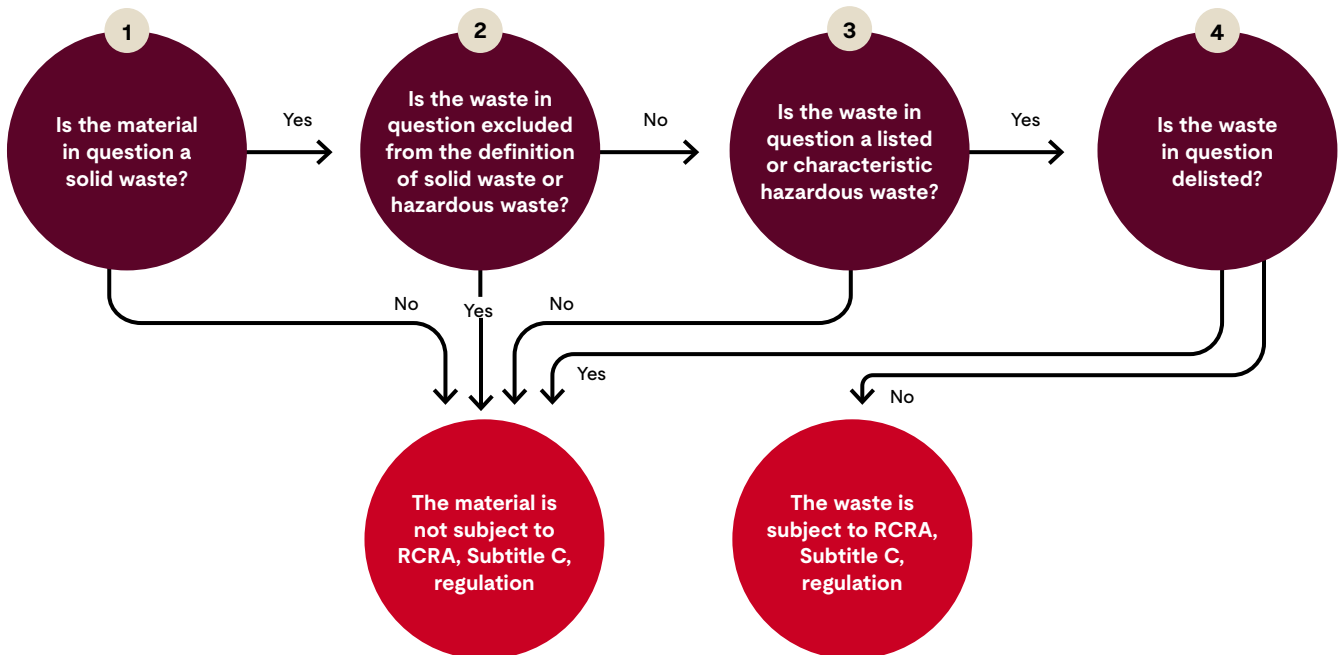 1
Is the material
in question a
solid waste?
Yes
2
Is the waste in
question excluded
from the definition
of solid waste or
hazardous waste?
No
3
Is the waste in
question a listed
or characteristic
hazardous waste?
Yes
4
Is the waste
in question
delisted?
No
Yes
No
Yes
No
The material is
not subject to
RCRA, Subtitle C,
regulation
The waste is
subject to RCRA,
Subtitle C,
regulation